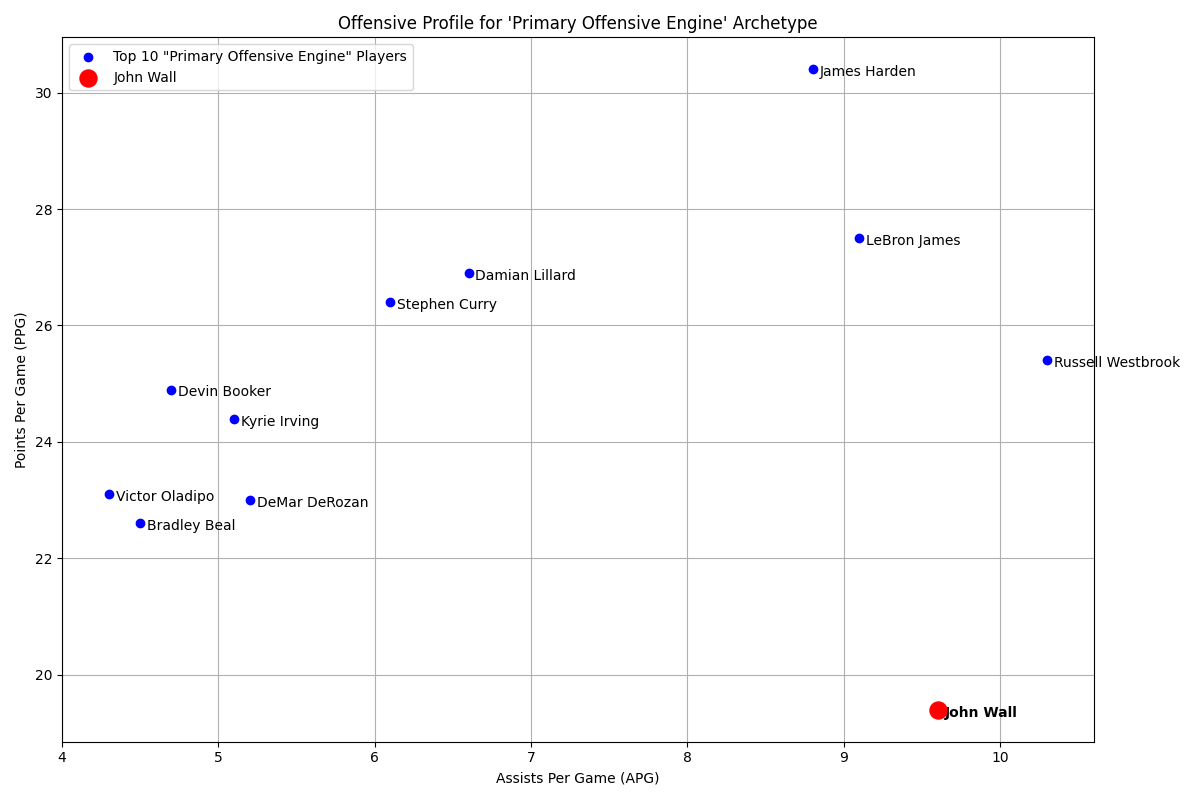 Offensive Profile for 'Primary Offensive Engine' Archetype
Top 10 "Primary Offensive Engine" Players
John Wall
James Harden
LeBron James
Damian Lillard
Stephen Curry
Russell Westbrook
Devin Booker
Kyrie Irving
Victor Oladipo
DeMar DeRozan
Bradley Beal
John Wall
Points Per Game (PPG)
30
28
26
24
22
20
4 5 6 7 8 9 10
Assists Per Game (APG)